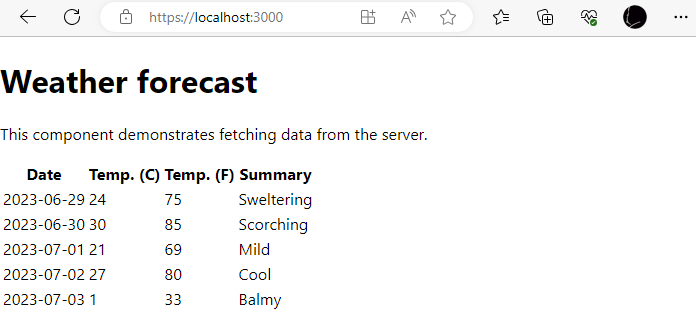 https://localhost:3000
Weather forecast
This component demonstrates fetching data from the server.
Date Temp. (C) Temp. (F) Summary
2023-06-29 24 75 Sweltering
2023-06-30 30 85 Scorching
2023-07-01 21 69 Mild
2023-07-02 27 80 Cool
2023-07-03 1 33 Balmy